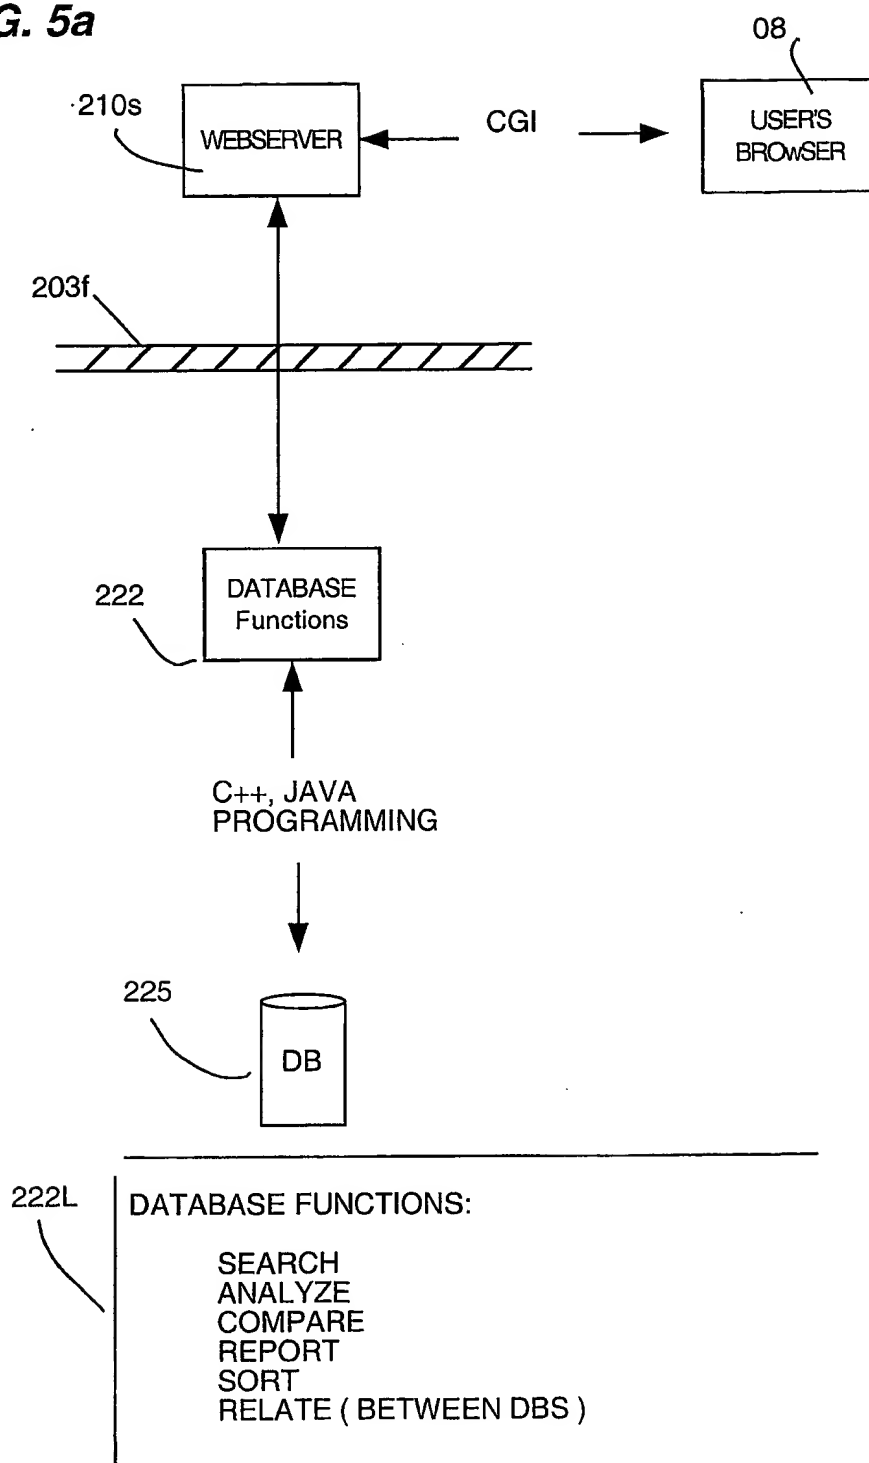 G. 5a
08
210s
WEBSERVER
CGI
USER'S
BROwSER
203f
222
DATABASE
Functions
C++, JAVA
PROGRAMMING
225
DB
222L
DATABASE FUNCTIONS:
SEARCH
ANALYZE
COMPARE
REPORT
SORT
RELATE ( BETWEEN DBS )